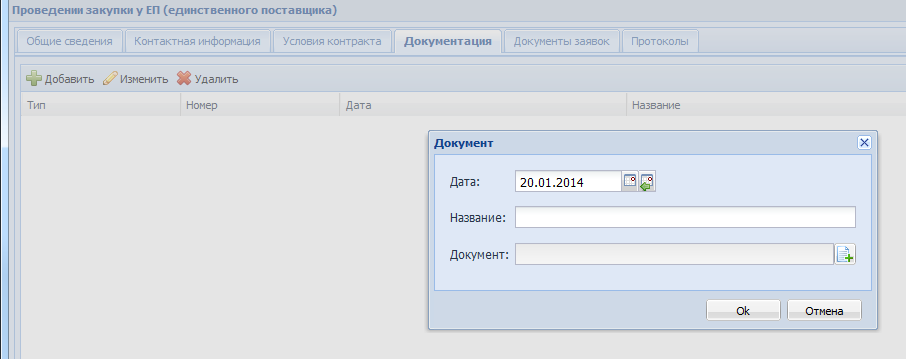 Проведении закупки у ЕП (единственного поставщика)
Общие сведения Контактная информация Условия контракта Документация Документы заявок Протоколы
Добавить Изменить Удалить
Тип Номер Дата Название
Документ
Дата: 20.01.2014
Название:
Документ:
Ok Отмена